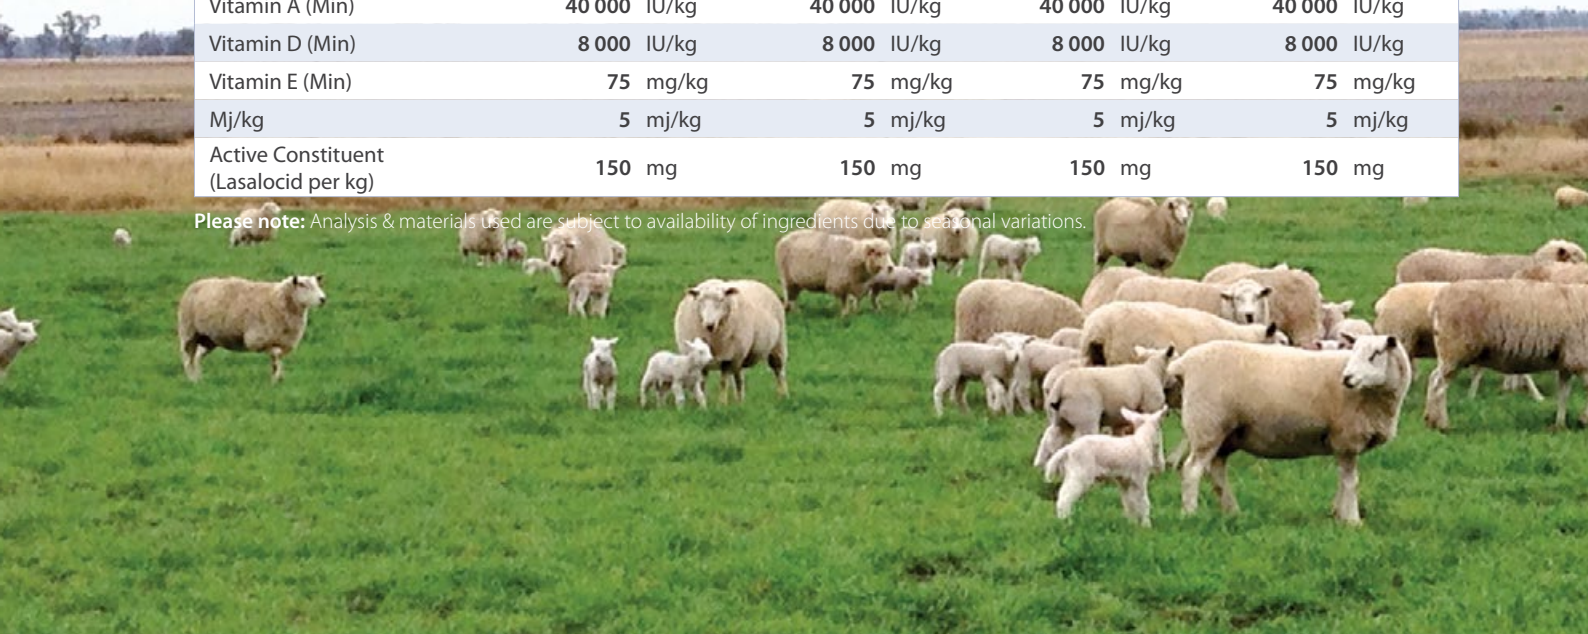 Vitamin A (Min) 40 000 IU/kg 40 000 IU/kg 40 000 IU/kg 40 000 IU/kg
Vitamin D (Min) 8 000 IU/kg 8 000 IU/kg 8 000 IU/kg 8 000 IU/kg
Vitamin E (Min) 75 mg/kg 75 mg/kg 75 mg/kg 75 mg/kg
Mj/kg 5 mj/kg 5 mj/kg 5 mj/kg 5 mj/kg
Active Constituent
(Lasalocid per kg) 150 mg 150 mg 150 mg 150 mg
Please note: Analysis & materials used are subject to availability of ingredients due to seasonal variations.